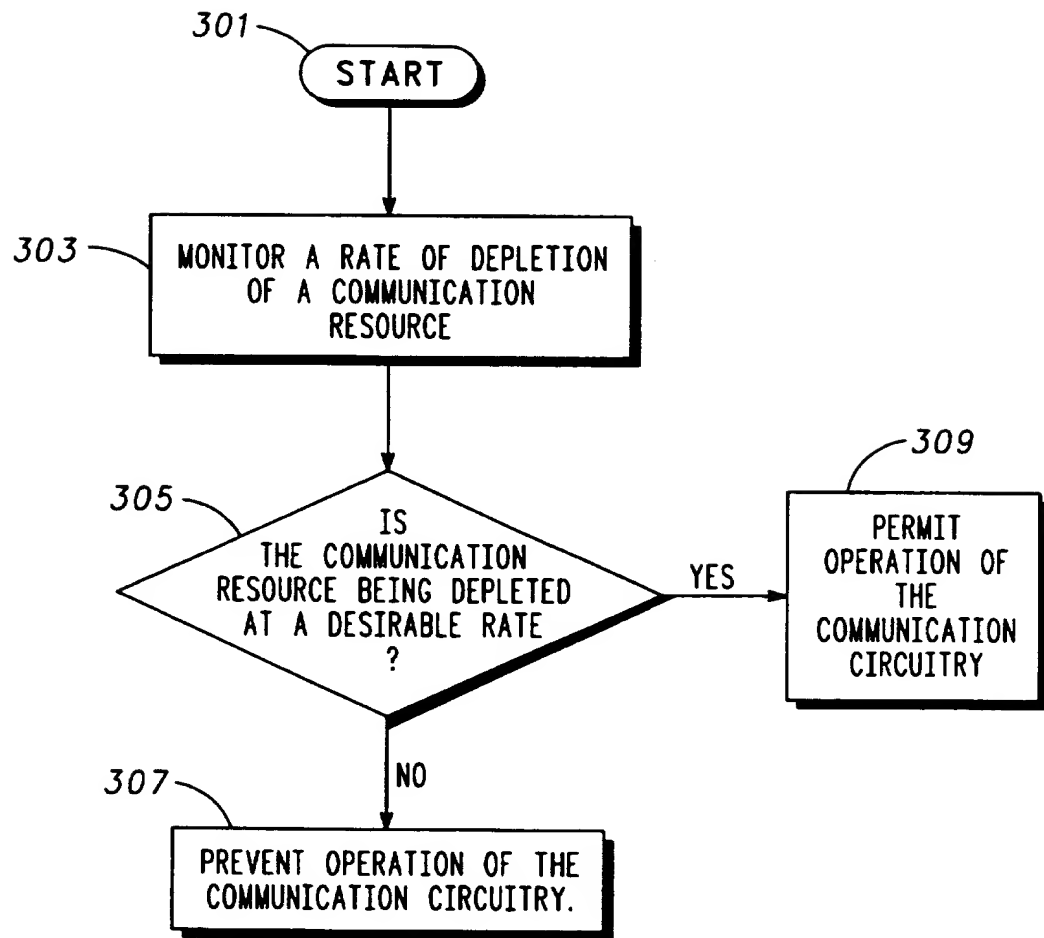 301
START
303
MONITOR A RATE OF DEPLETION
OF A COMMUNICATION
RESOURCE
305
IS
THE COMMUNICATION
RESOURCE BEING DEPLETED
AT A DESIRABLE RATE
?
YES
309
PERMIT
OPERATION OF
THE
COMMUNICATION
CIRCUITRY
NO
307
PREVENT OPERATION OF THE
COMMUNICATION CIRCUITRY.